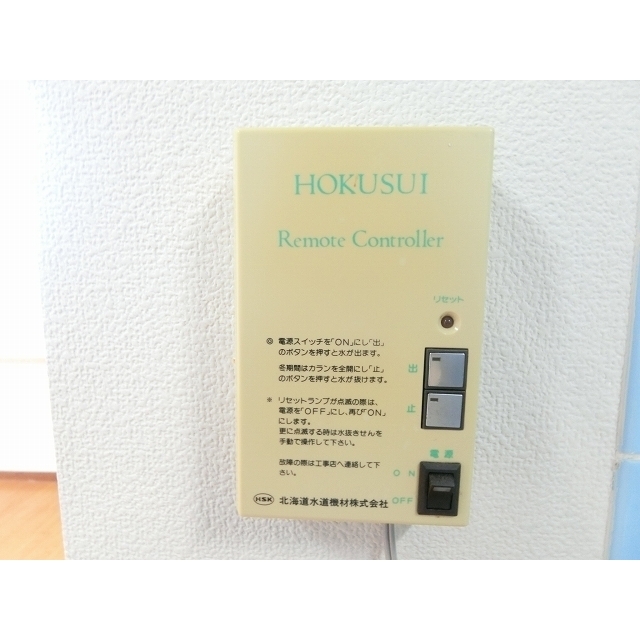 HOKUSUI
Remote Controller
リセット
◎ 電源スイッチを「ON」にし「出」
のボタンを押すと水が出ます。
冬期間はカランを全開にし「止」
のボタンを押すと水が抜けます。
出
※ リセットランプが点滅の際は、
電源を「OFF」にし、再び「ON」
にします。
更に点滅する時は水抜きせんを
手動で操作して下さい。
止
電源
故障の際は工事店へ連絡して下
さい。
ON
HSK 北海道水道機材株式会社
OFF